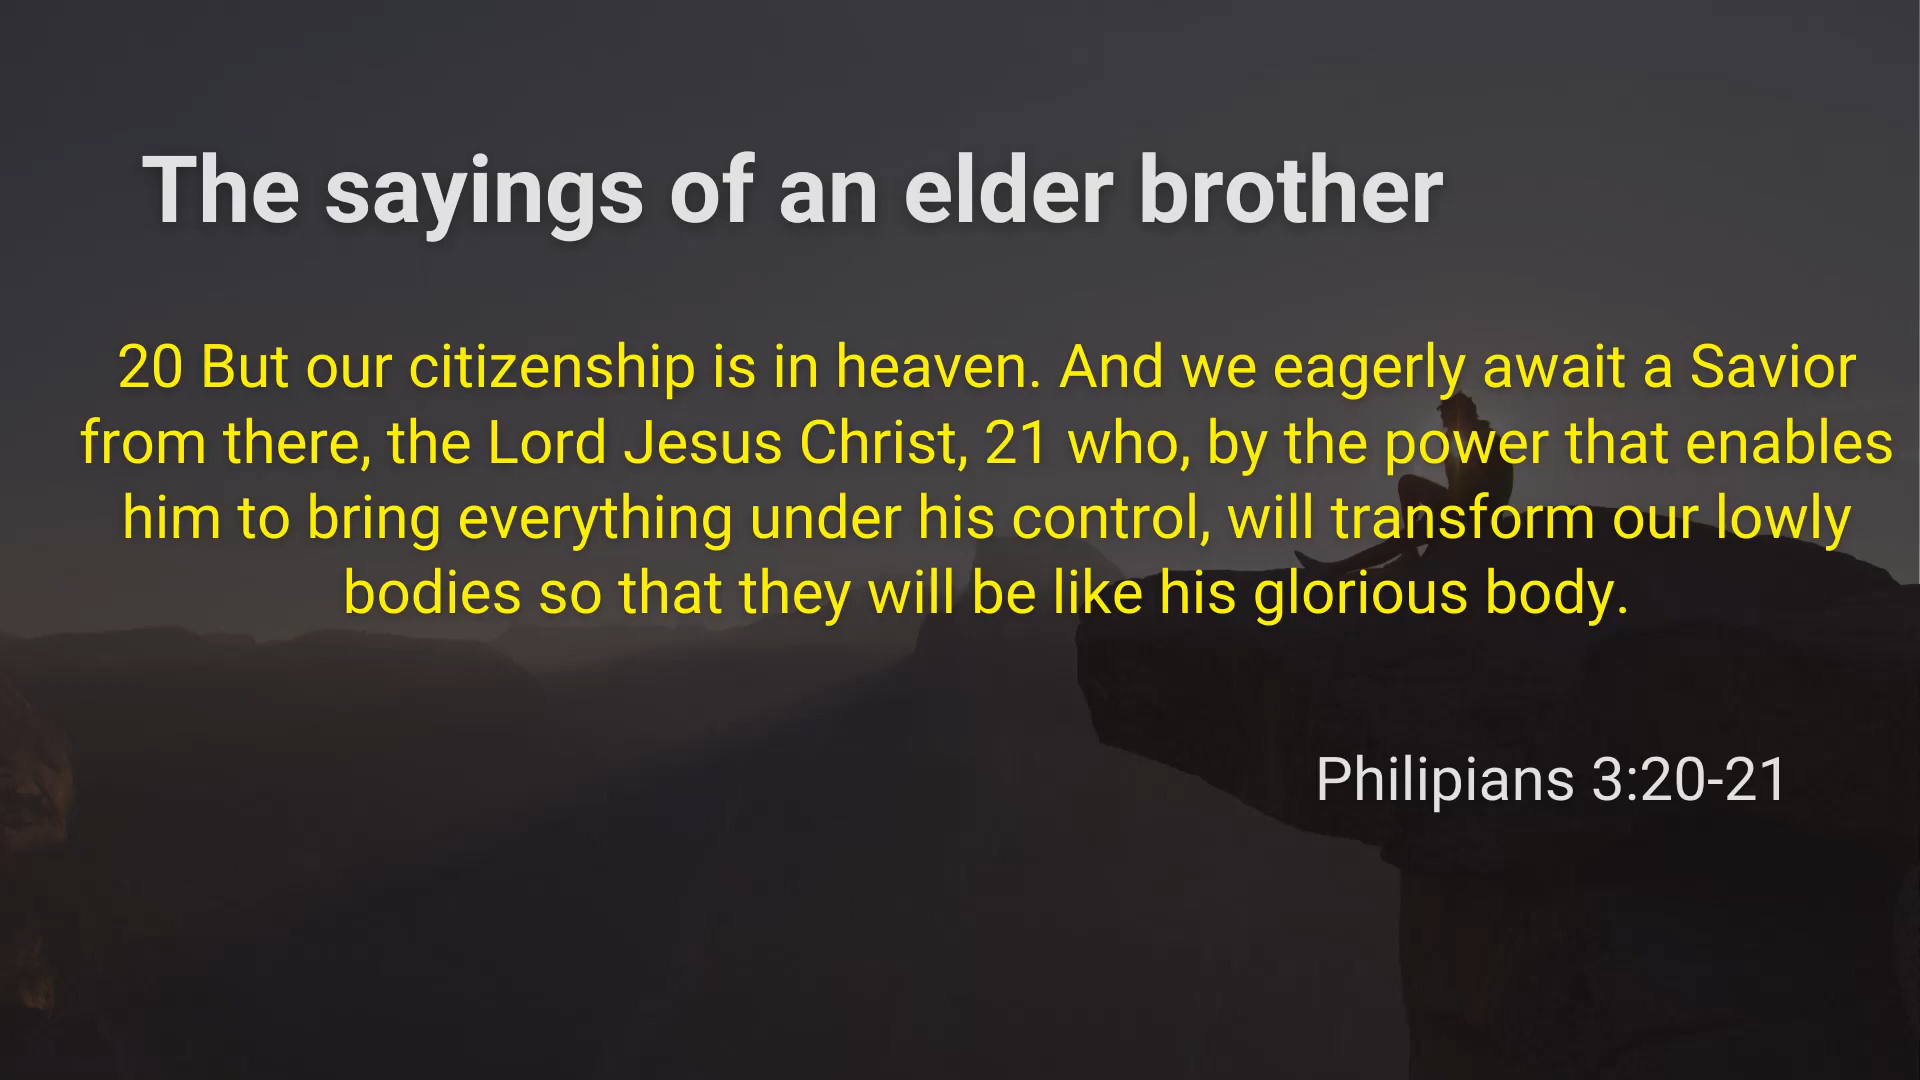 The sayings of an elder brother
20 But our citizenship is in heaven. And we eagerly await a Savior
from there, the Lord Jesus Christ, 21 who, by the power that enables
him to bring everything under his control, will transform our lowly
bodies so that they will be like his glorious body.
Philipians 3:20-21